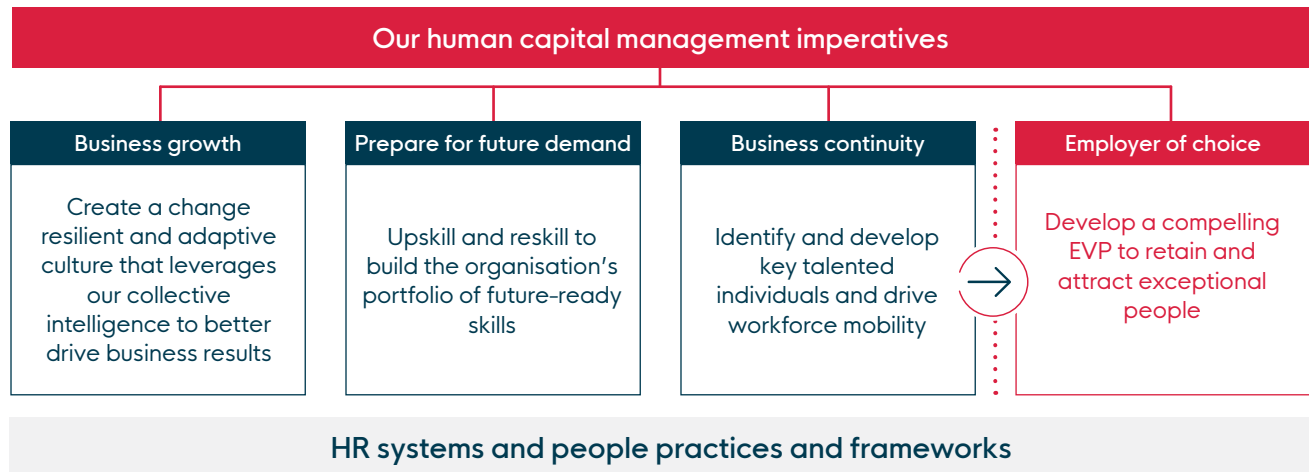 Our human capital management imperatives
Business growth
Create a change
resilient and adaptive
culture that leverages
our collective
intelligence to better
drive business results
Prepare for future demand
Upskill and reskill to
build the organisation's
portfolio of future-ready
skills
Business continuity
Identify and develop
key talented
individuals and drive
workforce mobility
Employer of choice
Develop a compelling
EVP to retain and
attract exceptional
people
HR systems and people practices and frameworks